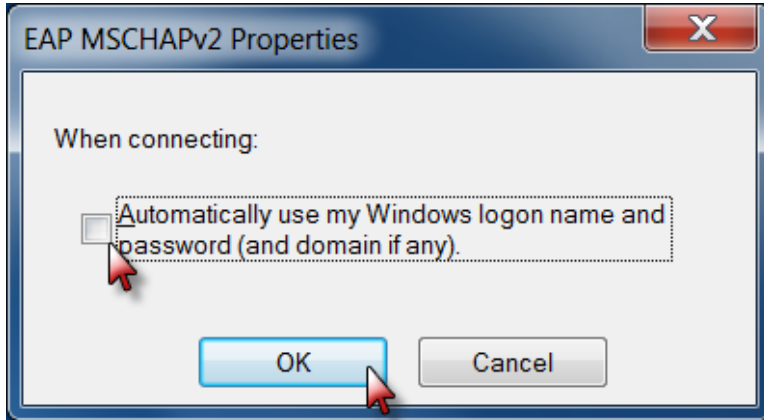 EAP MSCHAPv2 Properties
When connecting:
Automatically use my Windows logon name and
password (and domain if any).
OK
Cancel